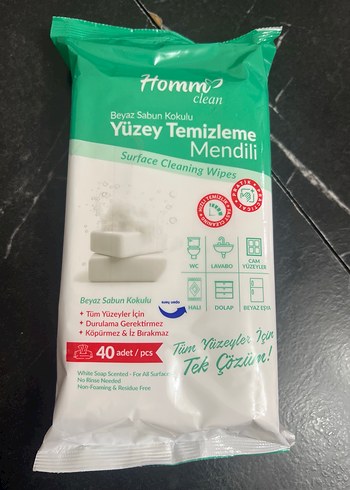 Homm
clean
Beyaz Sabun Kokulu
Yüzey Temizleme
Mendili
Surface Cleaning Wipes
WC
LAVABO
CAM
YÜZEYLER
HALI
DOLAP
BEYAZ EŞYA
Beyaz Sabun Kokulu
Tüm Yüzeyler İçin
Durulama Gerektirmez
Köpürmez & İz Bırakmaz
40 adet / pcs
White Soap Scented - For All Surfaces
No Rinse Needed
Non-Foaming & Residue Free
Tüm Yüzeyler İçin
Tek Çözüm!